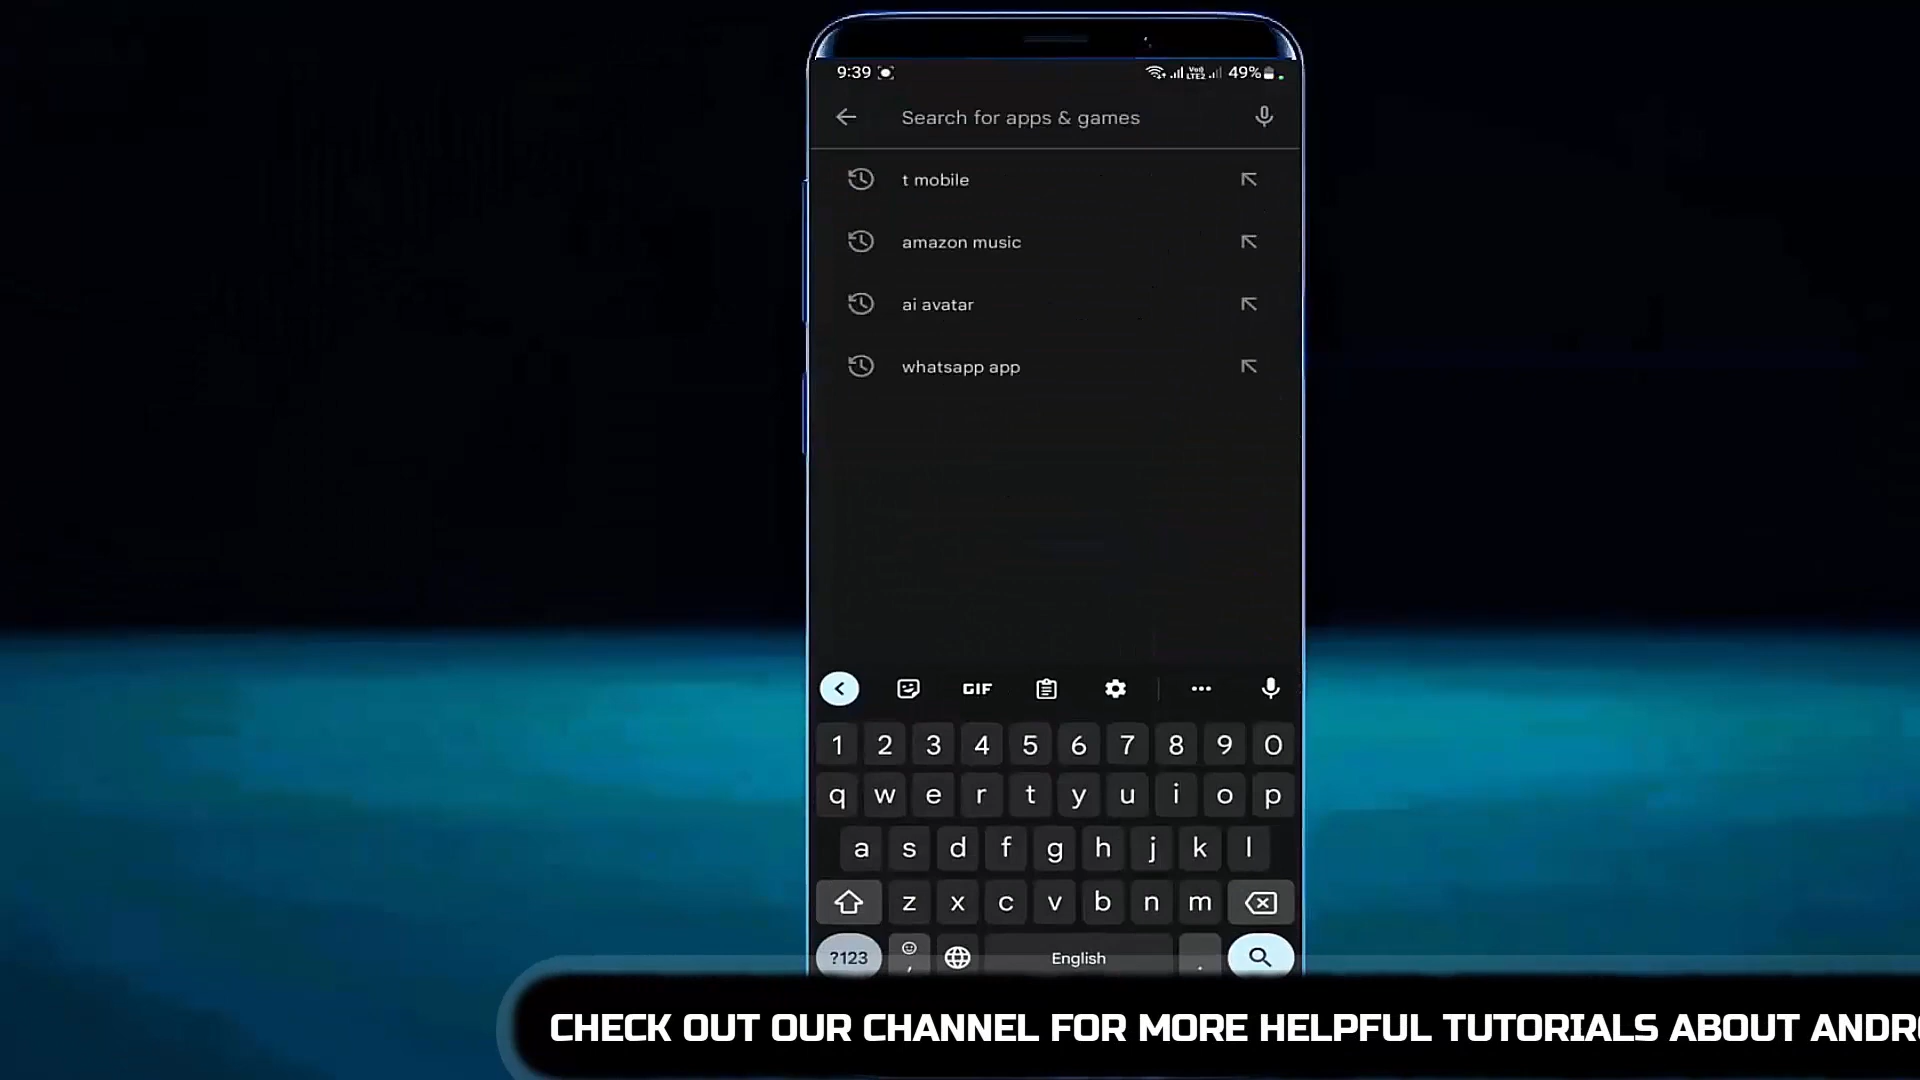 9:39 49%
Search for apps & games
t mobile
amazon music
ai avatar
whatsapp app
GIF
1 2 3 4 5 6 7 8 9 0
q w e r t y u i o p
a s d f g h j k l
z x c v b n m
?123 , English .
CHECK OUT OUR CHANNEL FOR MORE HELPFUL TUTORIALS ABOUT